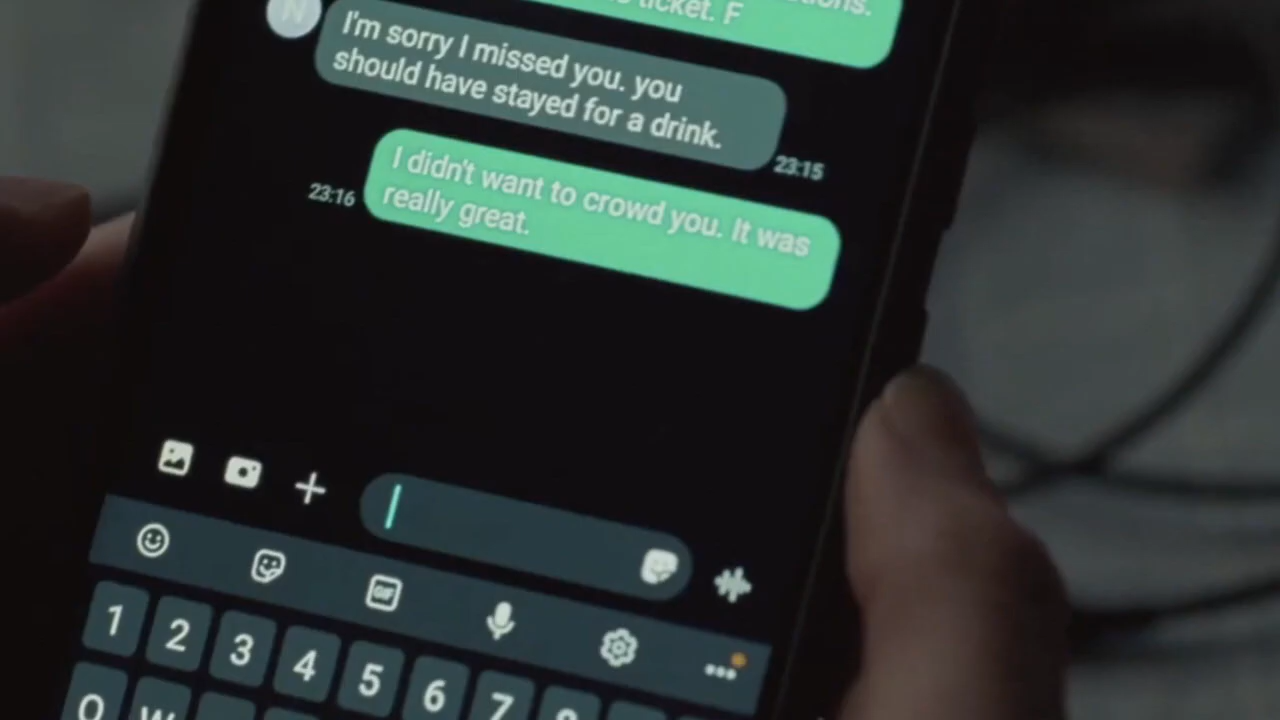 ticket. F
N
I'm sorry I missed you. you
should have stayed for a drink.
23:15
I didn't want to crowd you. It was
really great.
23:16
GIF
1 2 3 4 5 6 7